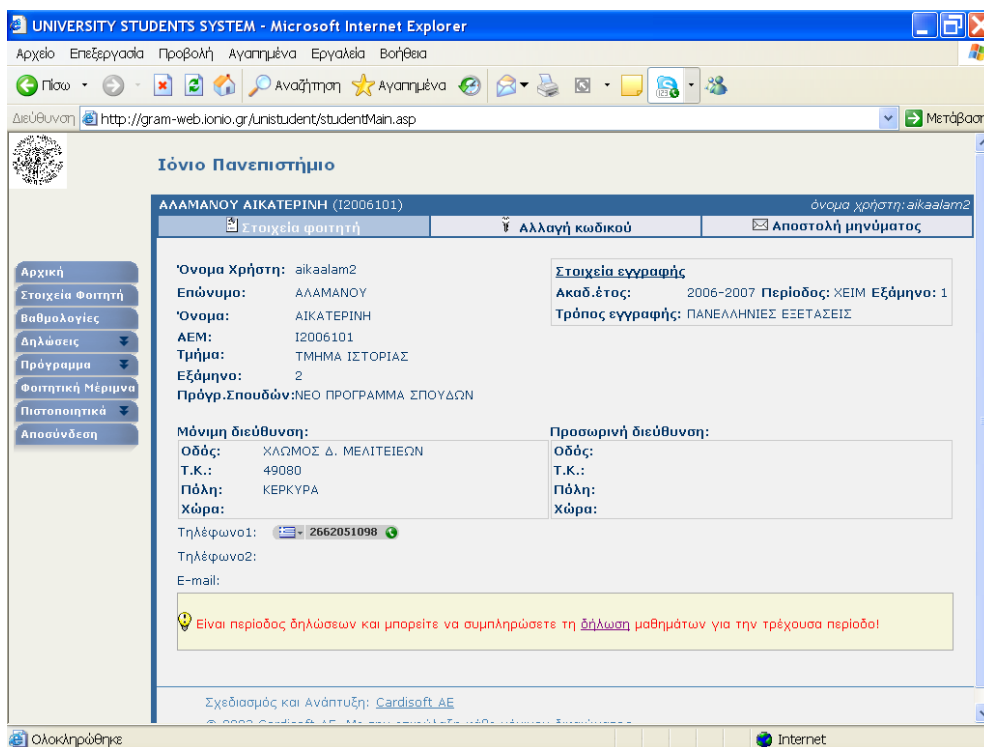 UNIVERSITY STUDENTS SYSTEM - Microsoft Internet Explorer
Αρχείο Επεξεργασία Προβολή Αγαπημένα Εργαλεία Βοήθεια
Πίσω Αναζήτηση Αγαπημένα
Διεύθυνση http://gram-web.ionio.gr/unistudent/studentMain.asp Μετάβαση
Ιόνιο Πανεπιστήμιο
ΑΛΑΜΑΝΟΥ ΑΙΚΑΤΕΡΙΝΗ (Ι2006101) όνομα χρήστη: aikaalam2
Στοιχεία φοιτητή Αλλαγή κωδικού Αποστολή μηνύματος
Αρχική
Στοιχεία Φοιτητή
Βαθμολογίες
Δηλώσεις
Πρόγραμμα
Φοιτητική Μέριμνα
Πιστοποιητικά
Αποσύνδεση
Όνομα Χρήστη: aikaalam2
Επώνυμο: ΑΛΑΜΑΝΟΥ
Όνομα: ΑΙΚΑΤΕΡΙΝΗ
ΑΕΜ: Ι2006101
Τμήμα: ΤΜΗΜΑ ΙΣΤΟΡΙΑΣ
Εξάμηνο: 2
Πρόγρ.Σπουδών:ΝΕΟ ΠΡΟΓΡΑΜΜΑ ΣΠΟΥΔΩΝ
Στοιχεία εγγραφής
Ακαδ.έτος: 2006-2007 Περίοδος: ΧΕΙΜ Εξάμηνο: 1
Τρόπος εγγραφής: ΠΑΝΕΛΛΗΝΙΕΣ ΕΞΕΤΑΣΕΙΣ
Μόνιμη διεύθυνση:
Οδός: ΧΛΩΜΟΣ Δ. ΜΕΛΙΤΕΙΕΩΝ
Τ.Κ.: 49080
Πόλη: ΚΕΡΚΥΡΑ
Χώρα:
Προσωρινή διεύθυνση:
Οδός:
Τ.Κ.:
Πόλη:
Χώρα:
Τηλέφωνο1: 2662051098
Τηλέφωνο2:
E-mail:
Είναι περίοδος δηλώσεων και μπορείτε να συμπληρώσετε τη δήλωση μαθημάτων για την τρέχουσα περίοδο!
Σχεδιασμός και Ανάπτυξη: Cardisoft AE
Ολοκληρώθηκε Internet